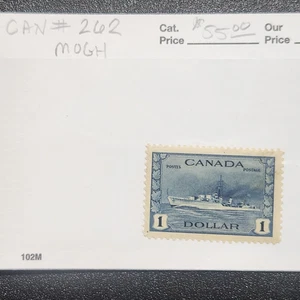 CAN# 262
MOGH
Cat. Price $55.00
Our Price
POSTES POSTAGE
CANADA
1 1
DOLLAR
102M